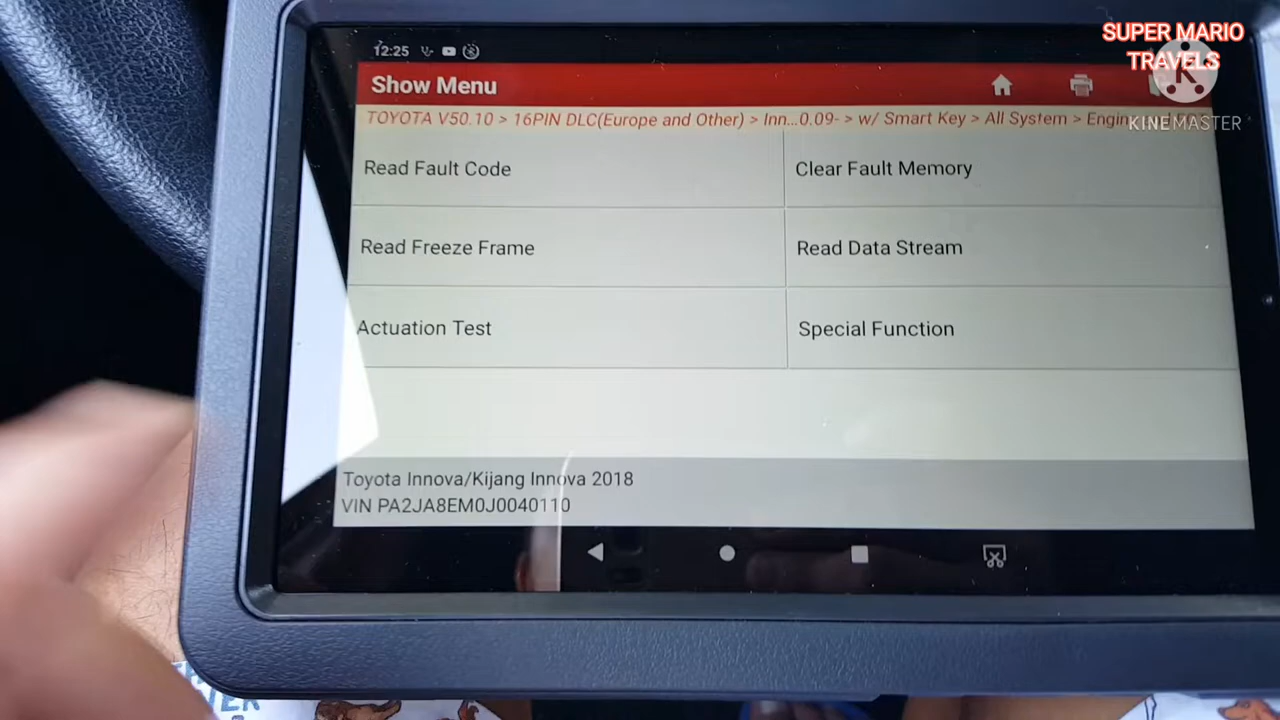 SUPER MARIO
TRAVELS
K
KINEMASTER
12:25
Show Menu
TOYOTA V50.10 > 16PIN DLC(Europe and Other) > Inn...0.09- > w/ Smart Key > All System >
Read Fault Code
Clear Fault Memory
Read Freeze Frame
Read Data Stream
Actuation Test
Special Function
Toyota Innova/Kijang Innova 2018
VIN PA2JA8EM0J0040110